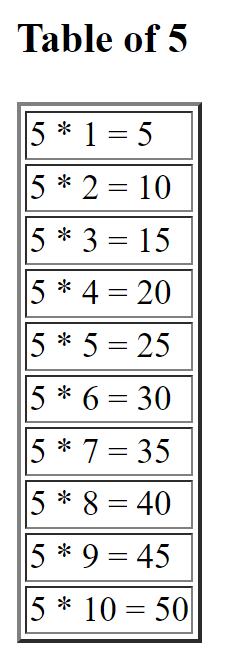 Table of 5
5 * 1 = 5
5 * 2 = 10
5 * 3 = 15
5 * 4 = 20
5 * 5 = 25
5 * 6 = 30
5 * 7 = 35
5 * 8 = 40
5 * 9 = 45
5 * 10 = 50